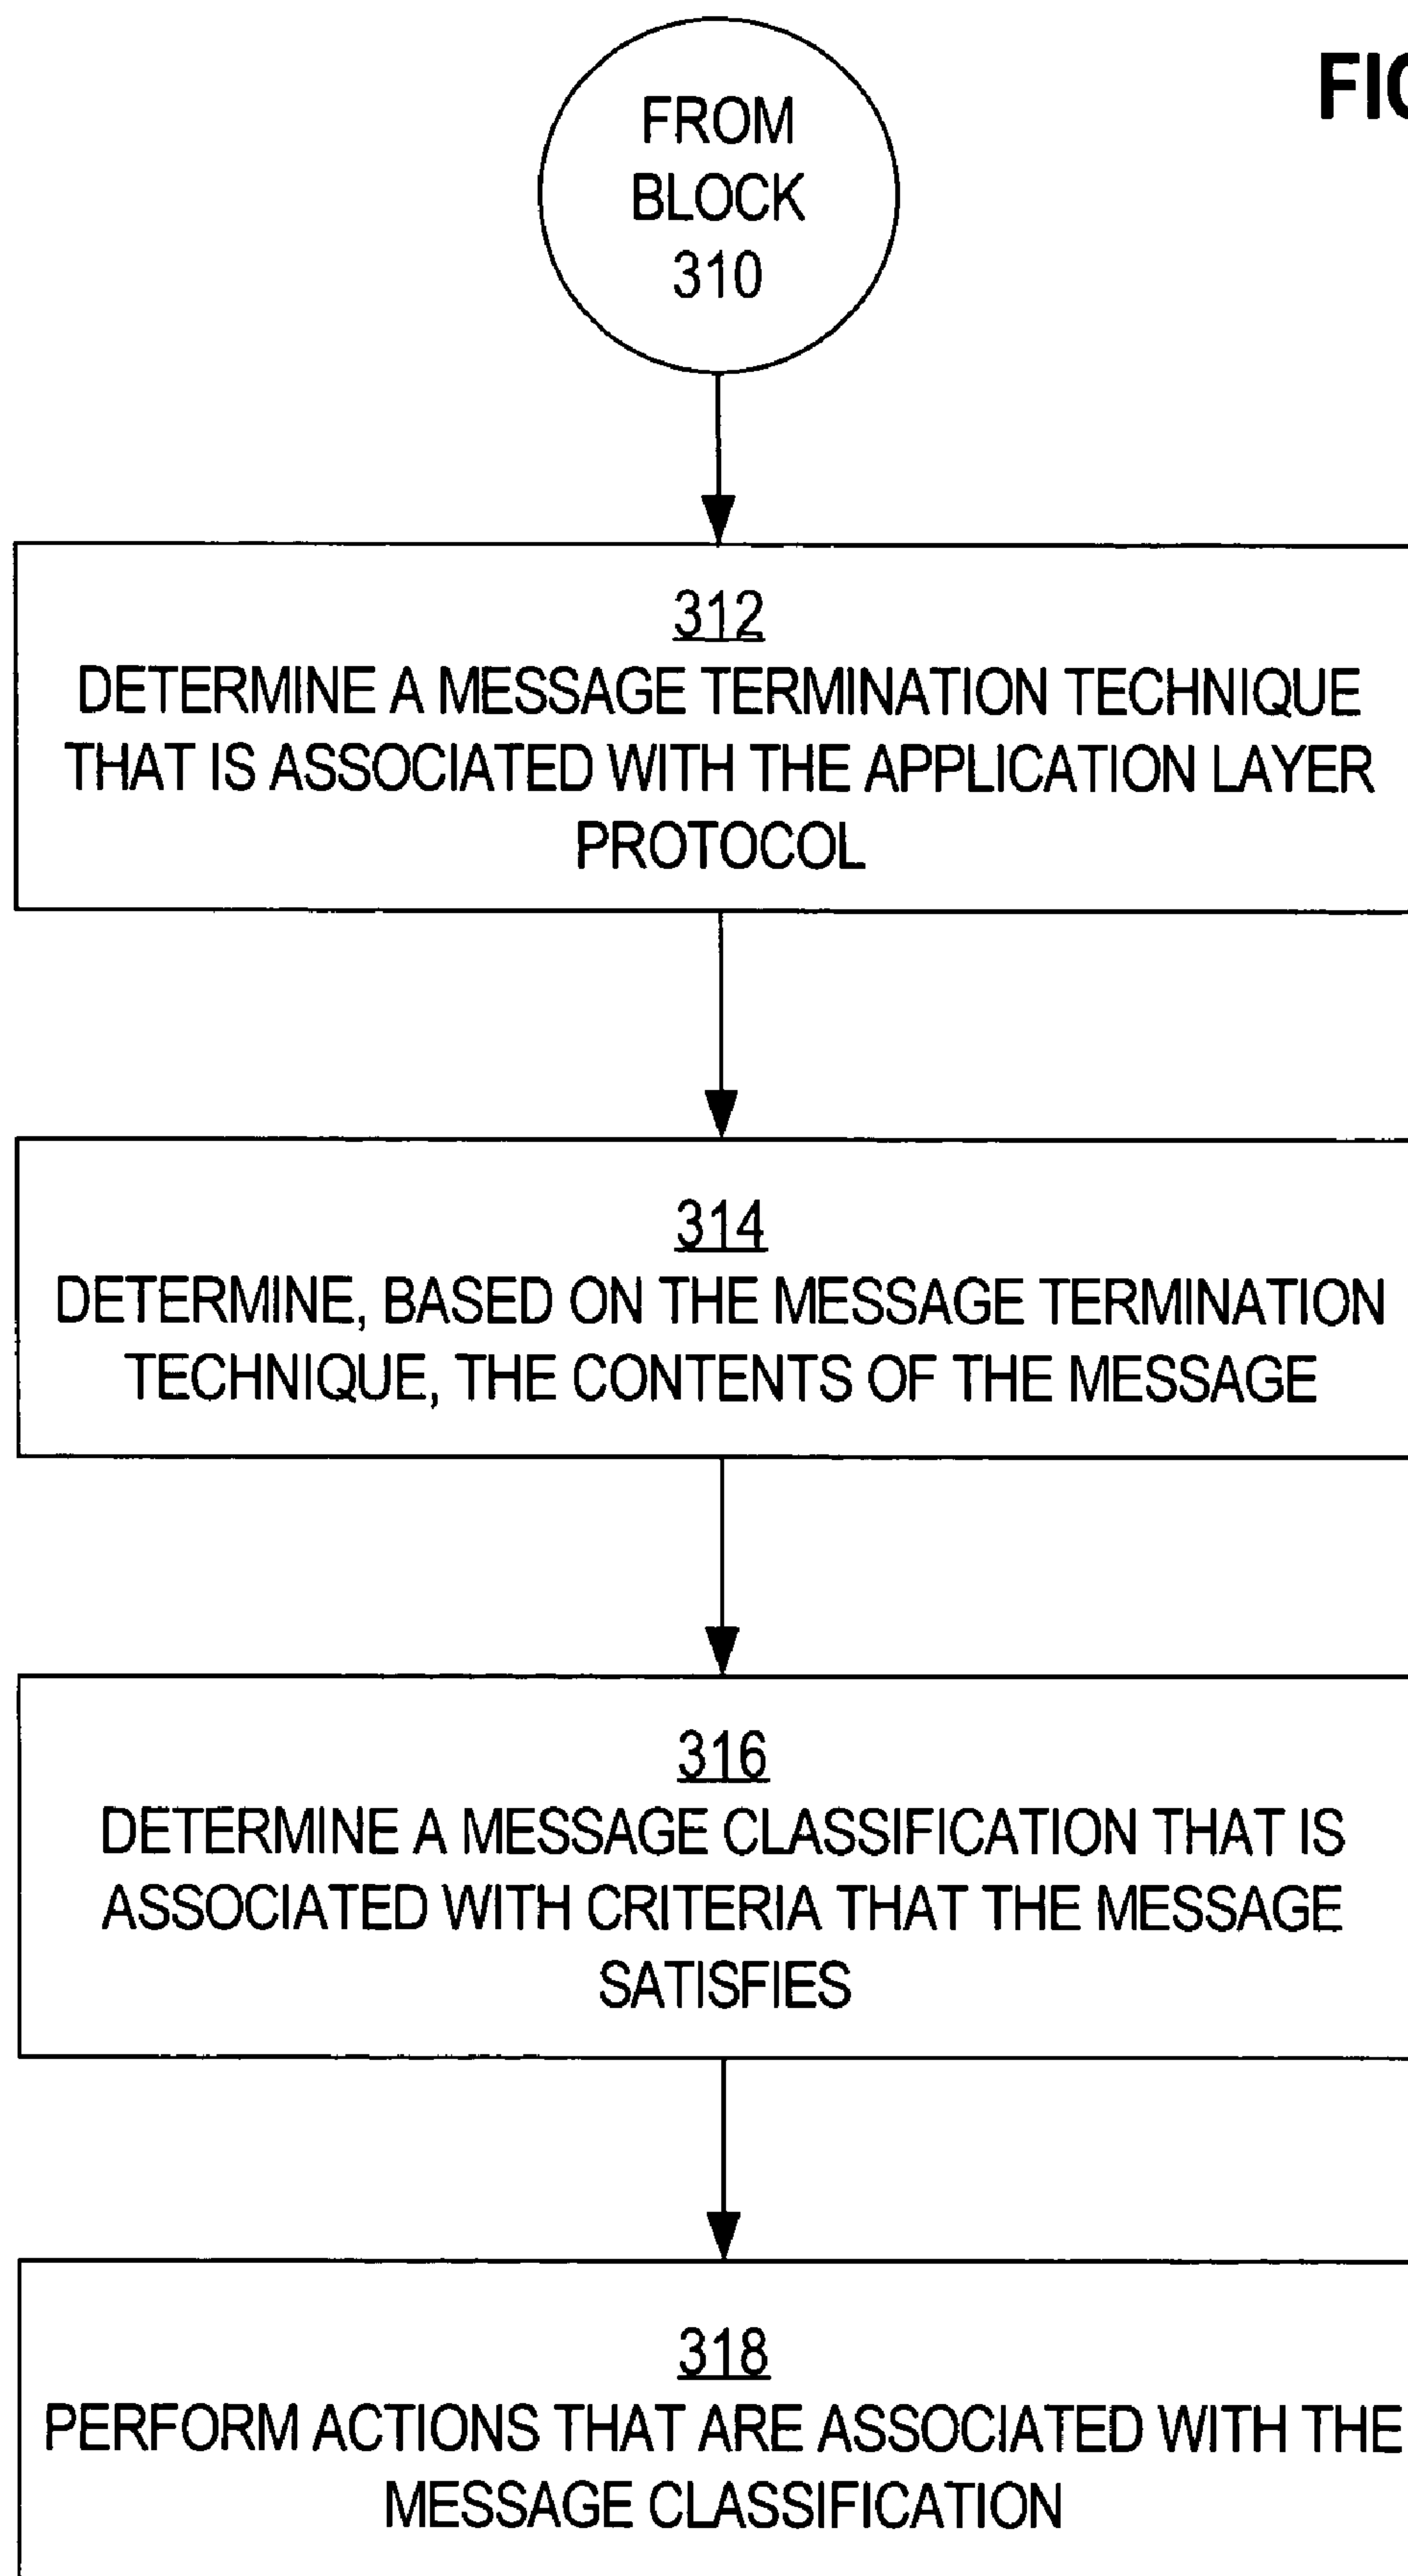 FROM
BLOCK
310
312
DETERMINE A MESSAGE TERMINATION TECHNIQUE
THAT IS ASSOCIATED WITH THE APPLICATION LAYER
PROTOCOL
314
DETERMINE, BASED ON THE MESSAGE TERMINATION
TECHNIQUE, THE CONTENTS OF THE MESSAGE
316
DETERMINE A MESSAGE CLASSIFICATION THAT IS
ASSOCIATED WITH CRITERIA THAT THE MESSAGE
SATISFIES
318
PERFORM ACTIONS THAT ARE ASSOCIATED WITH THE
MESSAGE CLASSIFICATION